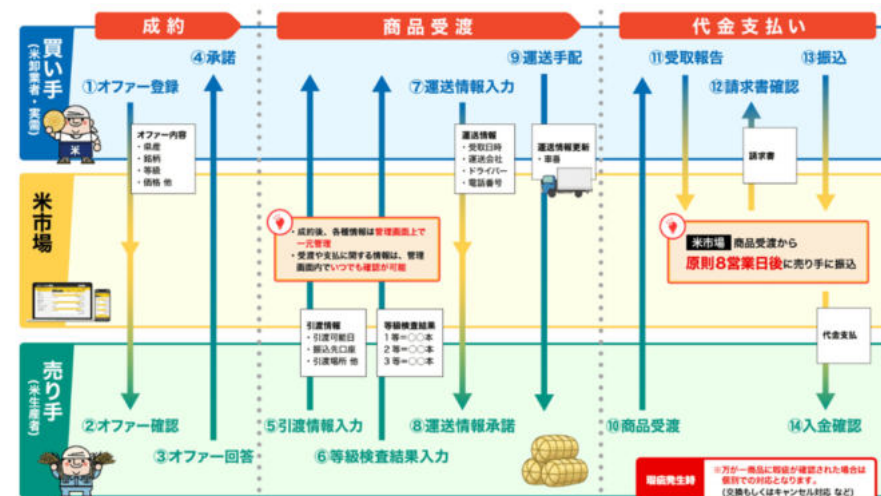 成約
商品受渡
代金支払い
買い手
(米卸業者・実需)
米
①オファー登録
④承諾
⑦運送情報入力
⑨運送手配
⑪受取報告
⑫請求書確認
⑬振込
オファー内容
・県産
・銘柄
・等級
・価格 他
運送情報
・受取日時
・運送会社
・ドライバー
・電話番号
運送情報更新
・車番
請求書
米市場
・成約後、各種情報は管理画面上で
一元管理
・受渡や支払に関する情報は、管理
画面内でいつでも確認が可能
米市場 商品受渡から
原則8営業日後に売り手に振込
引渡情報
・引渡可能日
・振込先口座
・引渡場所 他
等級検査結果
1等=○○本
2等=○○本
3等=○○本
代金支払
売り手
(米生産者)
②オファー確認
③オファー回答
⑤引渡情報入力
⑥等級検査結果入力
⑧運送情報承諾
⑩商品受渡
⑭入金確認
瑕疵発生時
※万が一商品に瑕疵が確認された場合は
個別での対応となります。
(交換もしくはキャンセル対応 など)